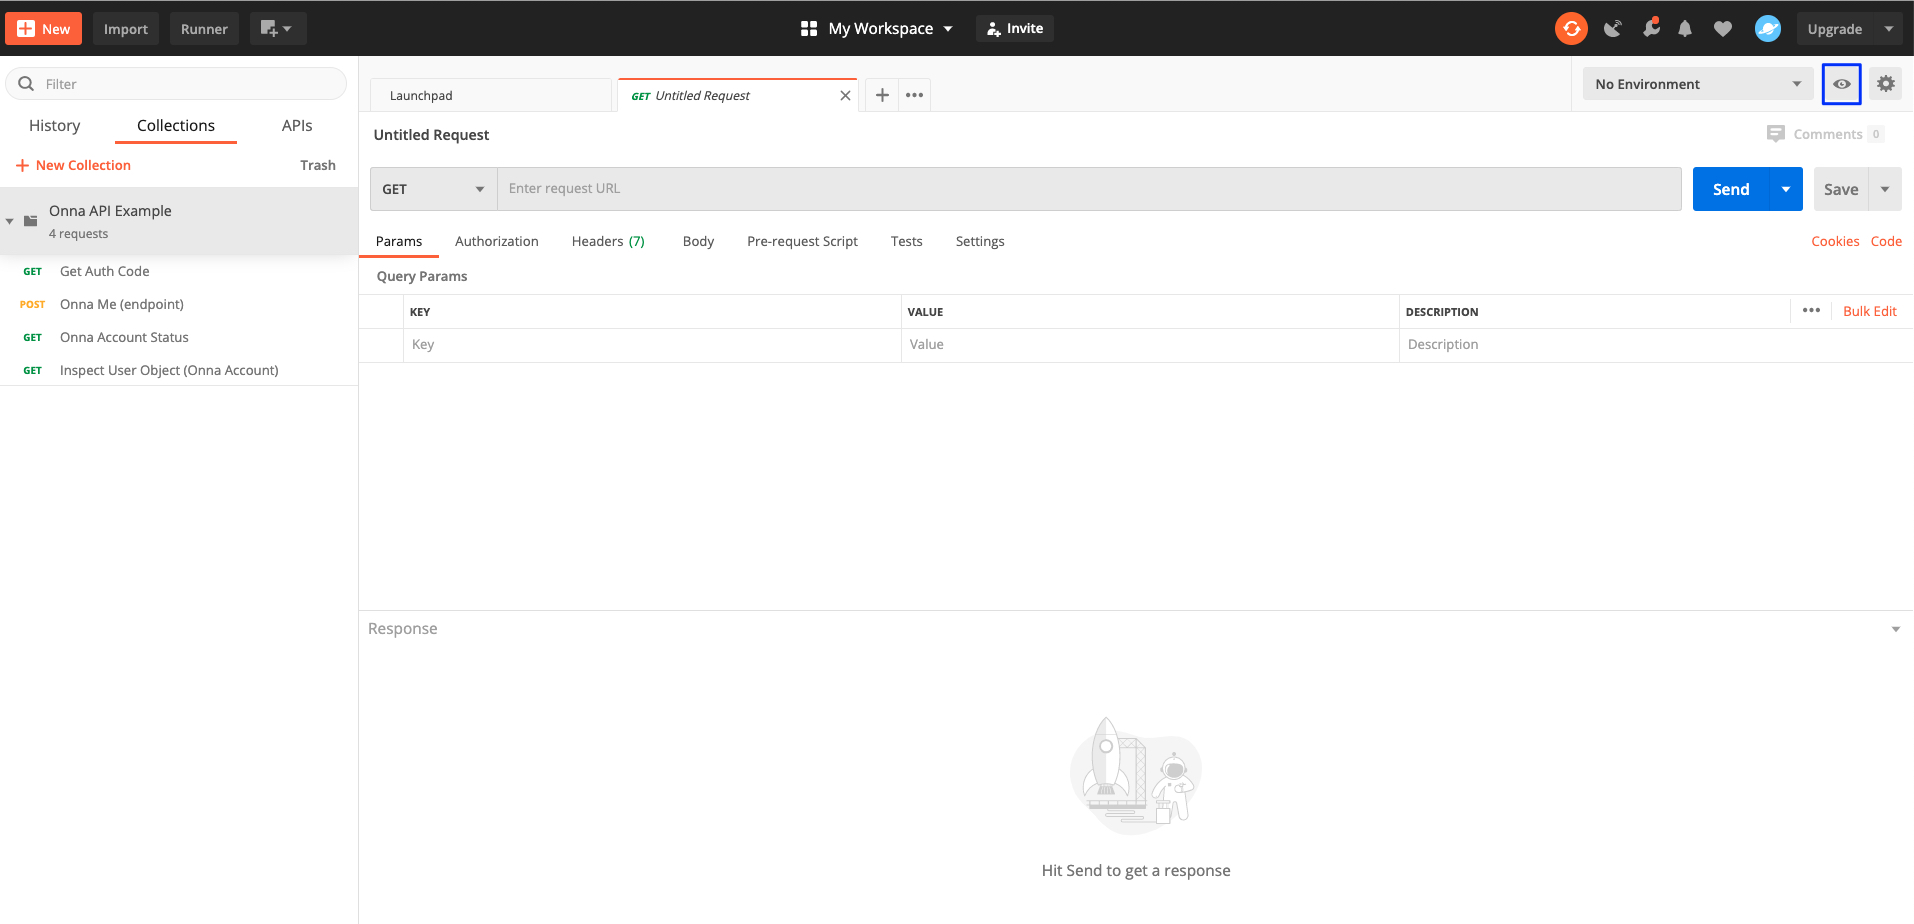 New
Import
Runner
My Workspace
Invite
Upgrade
Filter
History
Collections
APIs
New Collection
Trash
Onna API Example
4 requests
GET Get Auth Code
POST Onna Me (endpoint)
GET Onna Account Status
GET Inspect User Object (Onna Account)
Launchpad
GET Untitled Request
No Environment
Untitled Request
Comments 0
GET
Enter request URL
Send
Save
Params
Authorization
Headers (7)
Body
Pre-request Script
Tests
Settings
Cookies
Code
Query Params
KEY
VALUE
DESCRIPTION
Bulk Edit
Key
Value
Description
Response
Hit Send to get a response